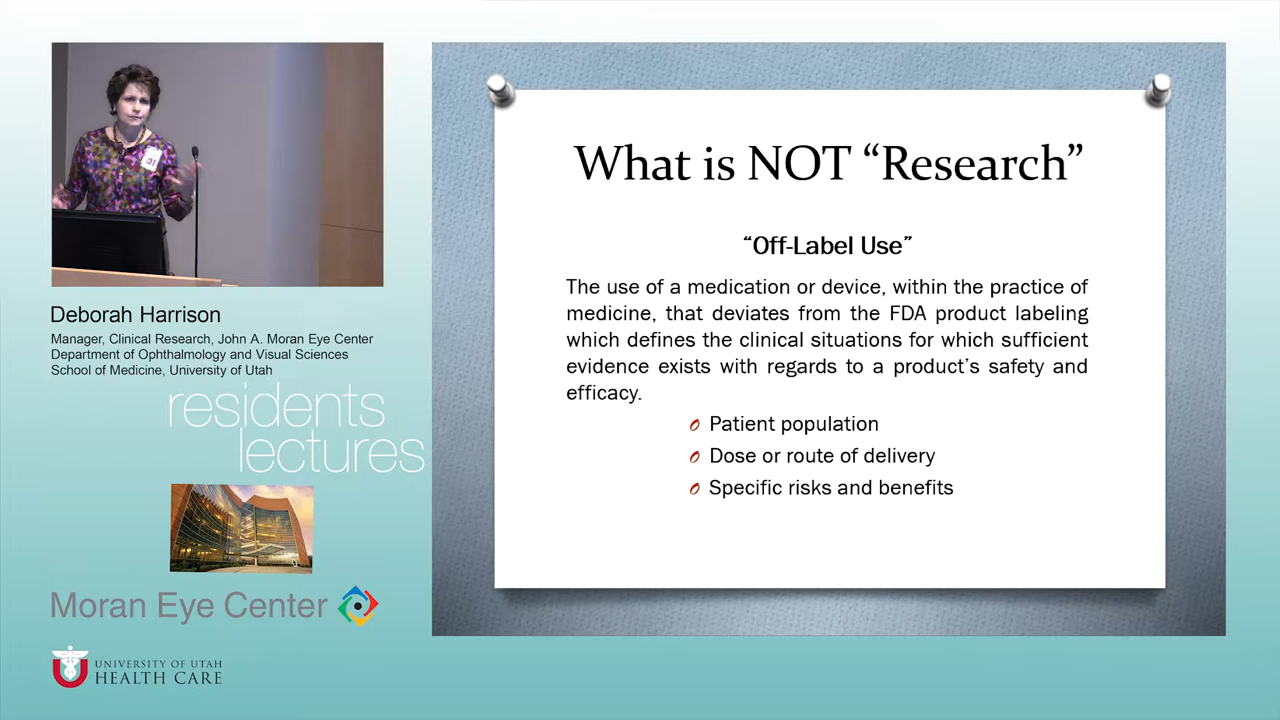 Deborah Harrison
Manager, Clinical Research, John A. Moran Eye Center
Department of Ophthalmology and Visual Sciences
School of Medicine, University of Utah
residents
lectures
Moran Eye Center
UNIVERSITY OF UTAH
HEALTH CARE
What is NOT “Research”
“Off-Label Use”
The use of a medication or device, within the practice of
medicine, that deviates from the FDA product labeling
which defines the clinical situations for which sufficient
evidence exists with regards to a product’s safety and
efficacy.
Patient population
Dose or route of delivery
Specific risks and benefits